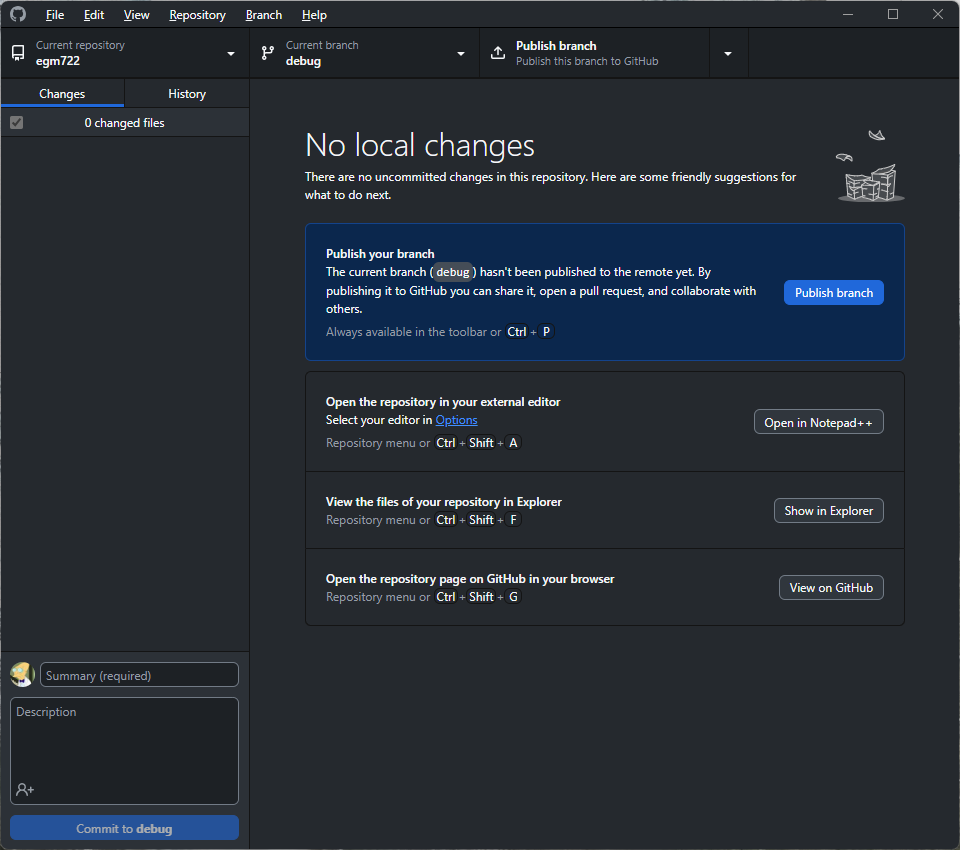 File Edit View Repository Branch Help
Current repository
egm722
Current branch
debug
Publish branch
Publish this branch to GitHub
Changes
History
0 changed files
No local changes
There are no uncommitted changes in this repository. Here are some friendly suggestions for
what to do next.
Publish your branch
The current branch ( debug ) hasn't been published to the remote yet. By
publishing it to GitHub you can share it, open a pull request, and collaborate with
others.
Always available in the toolbar or Ctrl + P
Publish branch
Open the repository in your external editor
Select your editor in Options
Repository menu or Ctrl + Shift + A
Open in Notepad++
View the files of your repository in Explorer
Repository menu or Ctrl + Shift + F
Show in Explorer
Open the repository page on GitHub in your browser
Repository menu or Ctrl + Shift + G
View on GitHub
Summary (required)
Description
Commit to debug